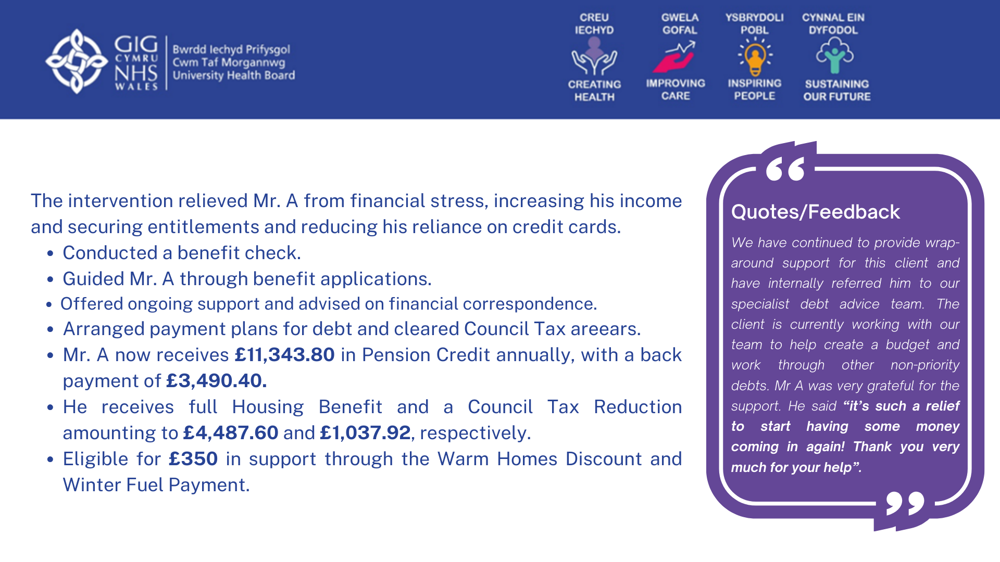 GIG
CYMRU
NHS
WALES
Bwrdd Iechyd Prifysgol
Cwm Taf Morgannwg
University Health Board
CREU
IECHYD
CREATING
HEALTH
GWELA
GOFAL
IMPROVING
CARE
YSBRYDOLI
POBL
INSPIRING
PEOPLE
CYNNAL EIN
DYFODOL
SUSTAINING
OUR FUTURE
The intervention relieved Mr. A from financial stress, increasing his income
and securing entitlements and reducing his reliance on credit cards.
• Conducted a benefit check.
• Guided Mr. A through benefit applications.
• Offered ongoing support and advised on financial correspondence.
• Arranged payment plans for debt and cleared Council Tax areears.
• Mr. A now receives £11,343.80 in Pension Credit annually, with a back
payment of £3,490.40.
• He receives full Housing Benefit and a Council Tax Reduction
amounting to £4,487.60 and £1,037.92, respectively.
• Eligible for £350 in support through the Warm Homes Discount and
Winter Fuel Payment.
“
Quotes/Feedback
We have continued to provide wrap-
around support for this client and
have internally referred him to our
specialist debt advice team. The
client is currently working with our
team to help create a budget and
work through other non-priority
debts. Mr A was very grateful for the
support. He said “it’s such a relief
to start having some money
coming in again! Thank you very
much for your help”.
”